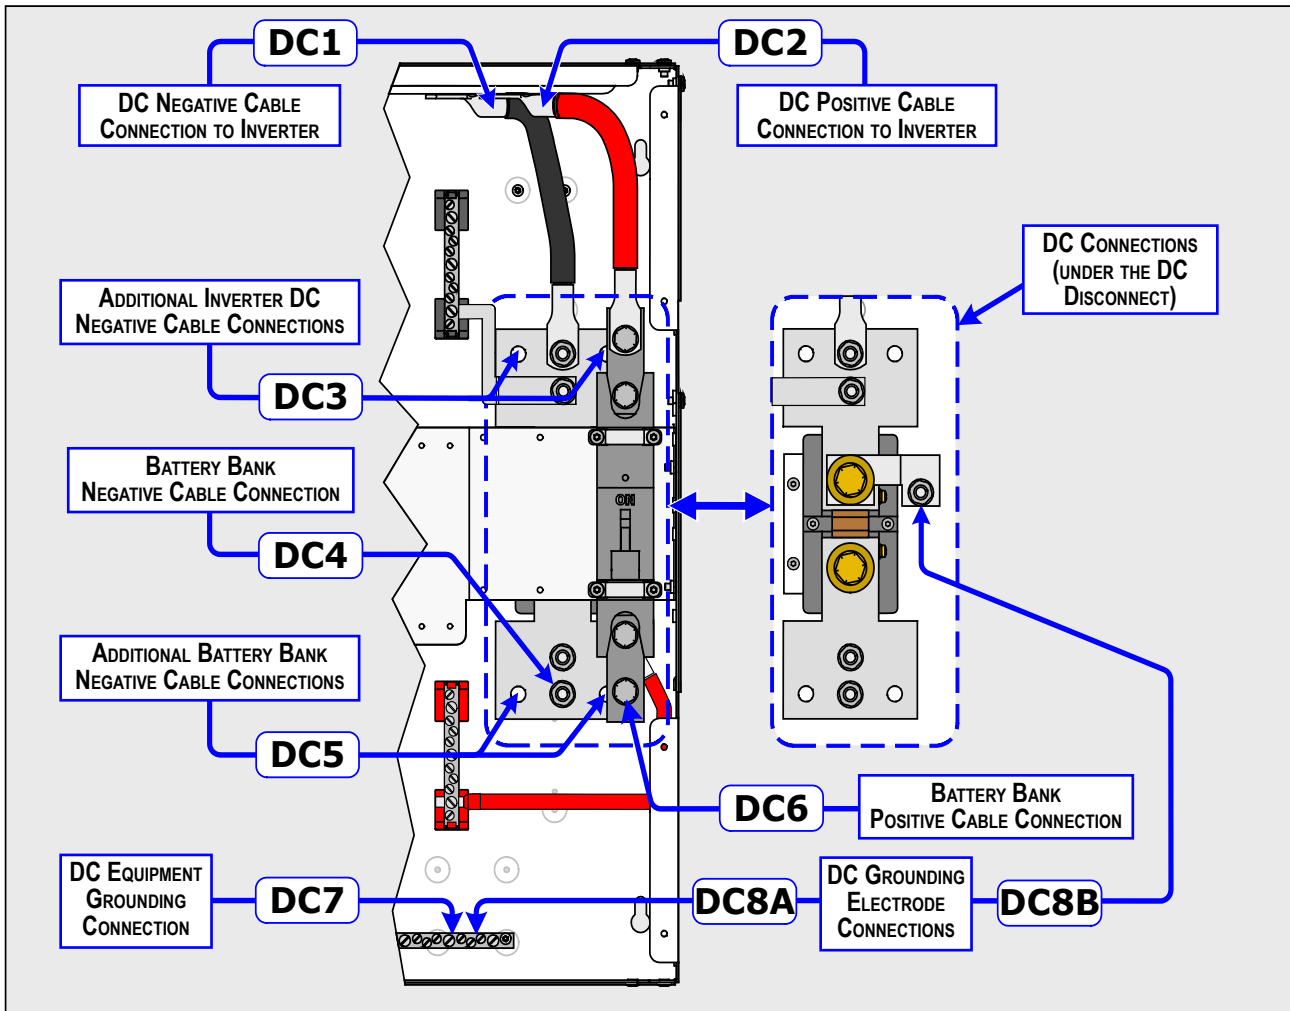 DC1
DC2
DC Negative Cable
Connection to Inverter
DC Positive Cable
Connection to Inverter
DC Connections
(under the DC
Disconnect)
Additional Inverter DC
Negative Cable Connections
DC3
Battery Bank
Negative Cable Connection
ON
DC4
Additional Battery Bank
Negative Cable Connections
DC5
DC6
Battery Bank
Positive Cable Connection
DC Equipment
Grounding
Connection
DC7
DC8A
DC Grounding
Electrode
Connections
DC8B